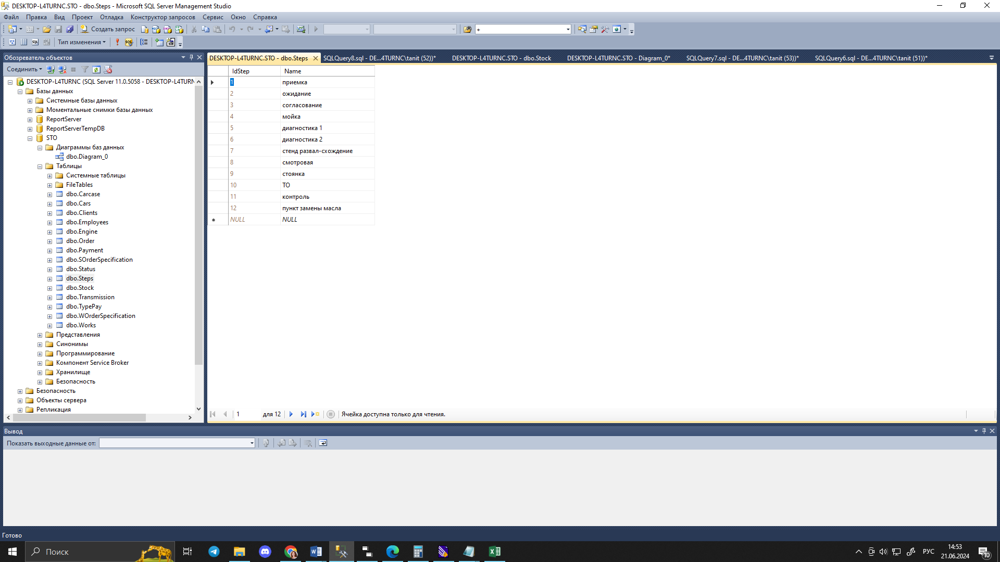 DESKTOP-L4TURNC.STO - dbo.Steps - Microsoft SQL Server Management Studio
Файл Правка Вид Проект Отладка Конструктор запросов Сервис Окно Справка
Создать запрос +
SQL Тип изменения
Обозреватель объектов
Соединить
DESKTOP-L4TURNC (SQL Server 11.0.5058 - DESKTOP-L4TURN
Базы данных
Системные базы данных
Моментальные снимки базы данных
ReportServer
ReportServerTempDB
STO
Диаграммы баз данных
dbo.Diagram_0
Таблицы
Системные таблицы
FileTables
dbo.Carcase
dbo.Cars
dbo.Clients
dbo.Employees
dbo.Engine
dbo.Order
dbo.Payment
dbo.SOrderSpecification
dbo.Status
dbo.Steps
dbo.Stock
dbo.Transmission
dbo.TypePay
dbo.WOrderSpecification
dbo.Works
Представления
Синонимы
Программирование
Компонент Service Broker
Хранилище
Безопасность
Безопасность
Объекты сервера
Репликация
DESKTOP-L4TURNC.STO - dbo.Steps SQLQuery8.sql - DE...4TURNC\tanit (52))* DESKTOP-L4TURNC.STO - dbo.Stock DESKTOP-L4TURNC.STO - Diagram_0* SQLQuery7.sql - DE...4TURNC\tanit (53))* SQLQuery6.sql - DE...4TURNC\tanit (51))*
IdStep Name
1 приемка
2 ожидание
3 согласование
4 мойка
5 диагностика 1
6 диагностика 2
7 стенд развал-схождение
8 смотровая
9 стоянка
10 ТО
11 контроль
12 пункт замены масла
NULL NULL
1 для 12 Ячейка доступна только для чтения.
Вывод
Показать выходные данные от:
Готово
Поиск
РУС
14:53
21.06.2024
10